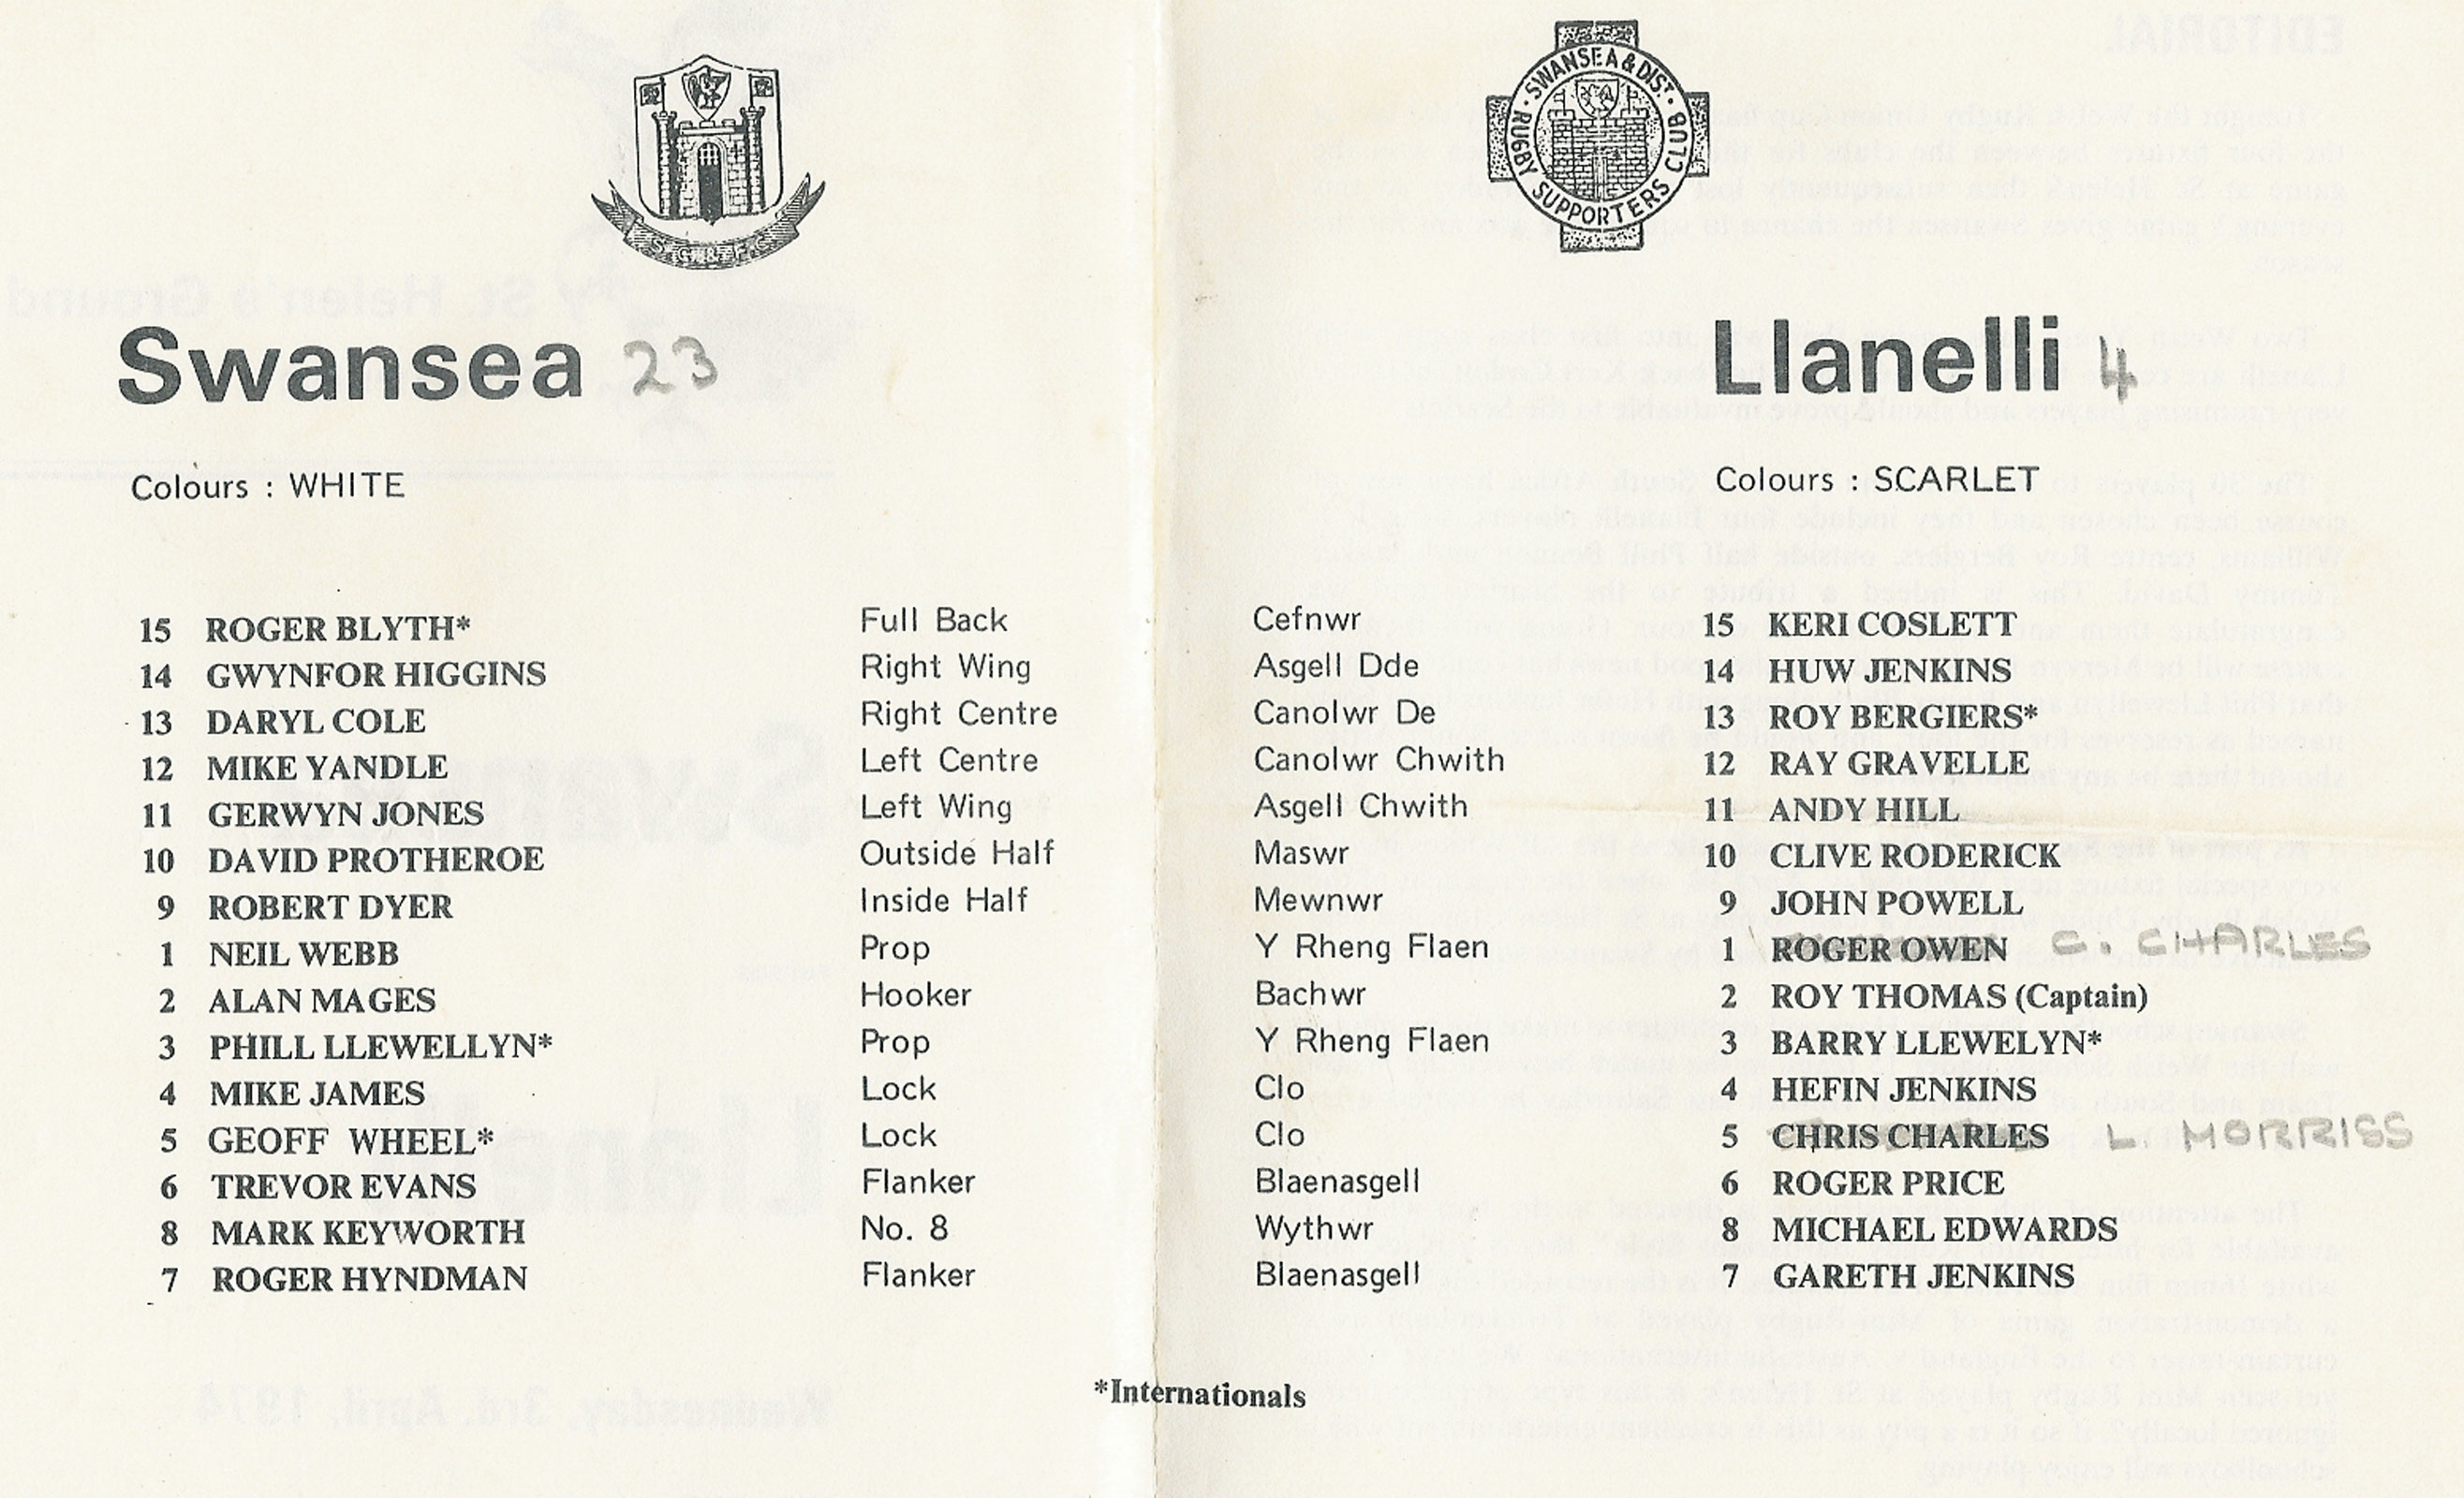 SWANSEA & DIST. RUGBY SUPPORTERS CLUB
Swansea 23
Llanelli 4
Colours : WHITE
Colours : SCARLET
15 ROGER BLYTH* Full Back Cefnwr 15 KERI COSLETT
14 GWYNFOR HIGGINS Right Wing Asgell Dde 14 HUW JENKINS
13 DARYL COLE Right Centre Canolwr De 13 ROY BERGIERS*
12 MIKE YANDLE Left Centre Canolwr Chwith 12 RAY GRAVELLE
11 GERWYN JONES Left Wing Asgell Chwith 11 ANDY HILL
10 DAVID PROTHEROE Outside Half Maswr 10 CLIVE RODERICK
9 ROBERT DYER Inside Half Mewnwr 9 JOHN POWELL
1 NEIL WEBB Prop Y Rheng Flaen 1 ROGER OWEN C. CHARLES
2 ALAN MAGES Hooker Bachwr 2 ROY THOMAS (Captain)
3 PHILL LLEWELLYN* Prop Y Rheng Flaen 3 BARRY LLEWELYN*
4 MIKE JAMES Lock Clo 4 HEFIN JENKINS
5 GEOFF WHEEL* Lock Clo 5 CHRIS CHARLES L. MORRISS
6 TREVOR EVANS Flanker Blaenasgell 6 ROGER PRICE
8 MARK KEYWORTH No. 8 Wythwr 8 MICHAEL EDWARDS
7 ROGER HYNDMAN Flanker Blaenasgell 7 GARETH JENKINS
*Internationals